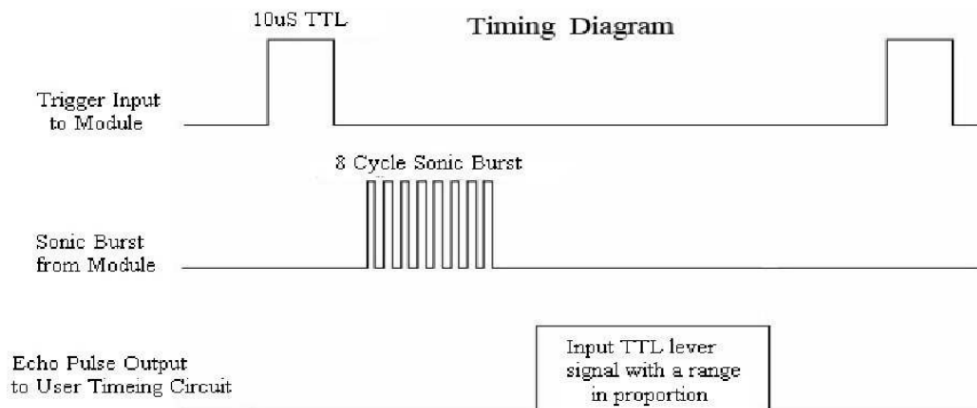 10uS TTL
Timing Diagram
Trigger Input
to Module
8 Cycle Sonic Burst
Sonic Burst
from Module
Input TTL lever
signal with a range
in proportion
Echo Pulse Output
to User Timeing Circuit